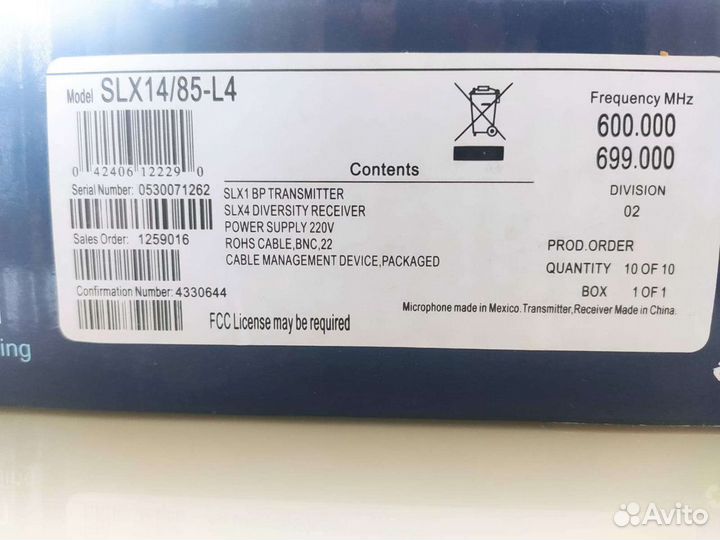 Model SLX14/85-L4
0 42406 12229 0
Serial Number: 0530071262
Sales Order: 1259016
Confirmation Number: 4330644
Contents
SLX1 BP TRANSMITTER
SLX4 DIVERSITY RECEIVER
POWER SUPPLY 220V
ROHS CABLE,BNC,22
CABLE MANAGEMENT DEVICE,PACKAGED
FCC License may be required
Frequency MHz
600.000
699.000
DIVISION
02
PROD.ORDER
QUANTITY 10 OF 10
BOX 1 OF 1
Microphone made in Mexico.Transmitter,Receiver Made in China.
ing
Avito